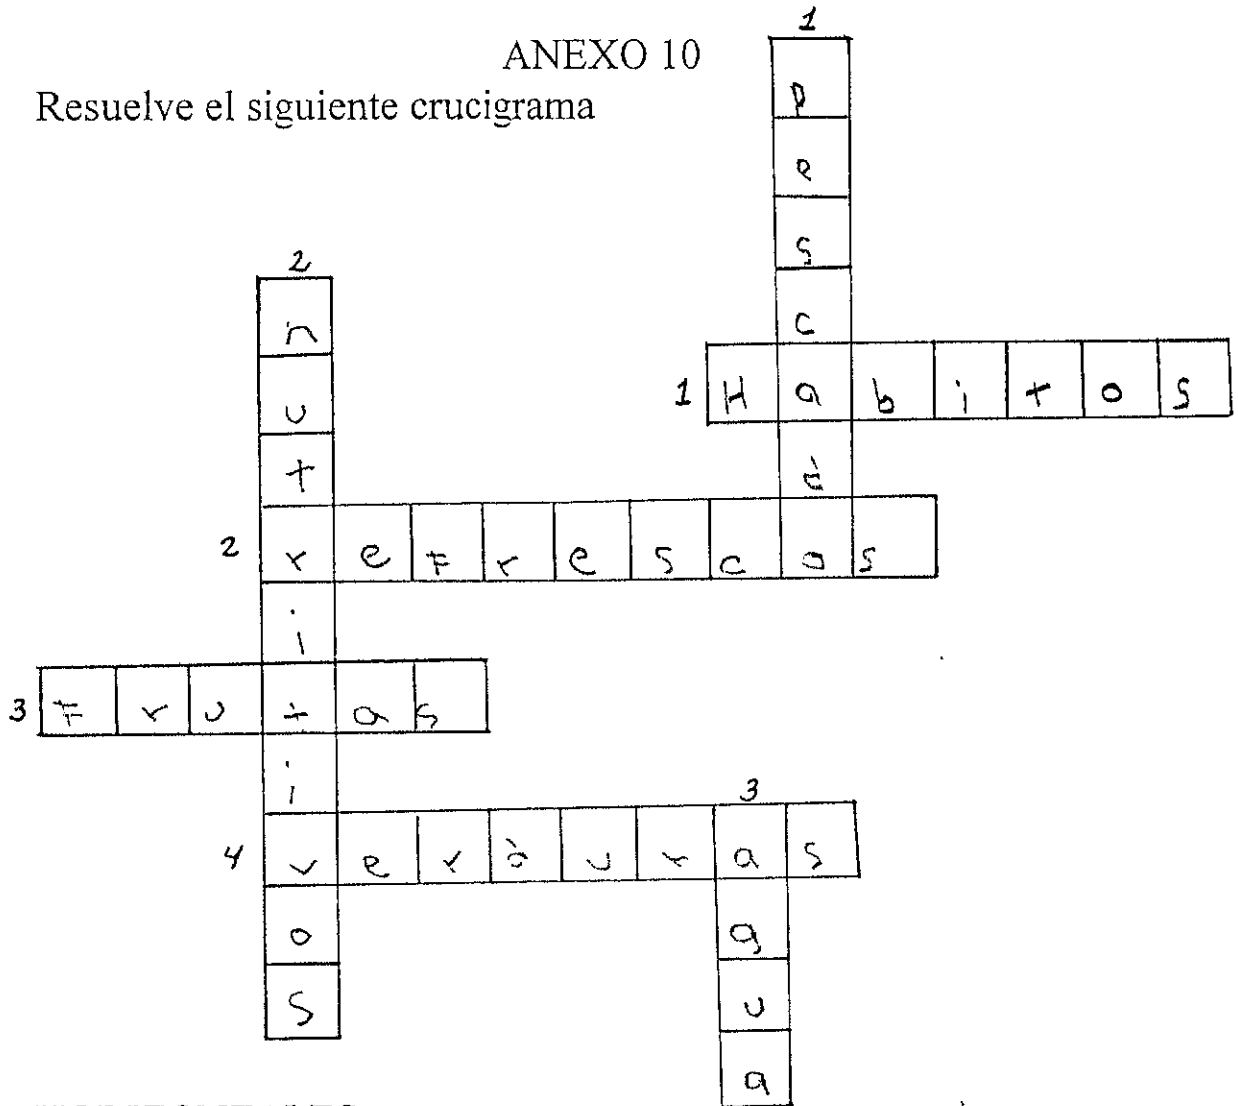 1
ANEXO 10
Resuelve el siguiente crucigrama
p
e
s
c
2
n
u
t
1 H a b i t o s
d
2 r e F r e s c o s
i
3 F r u t a s
i
3
4 v e r d u r a s
o
g
S
u
a